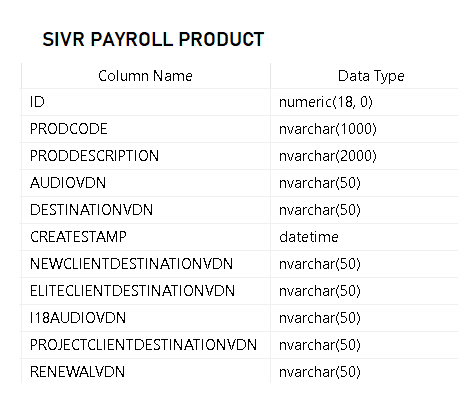 SIVR PAYROLL PRODUCT
Column Name Data Type
ID numeric(18, 0)
PRODCODE nvarchar(1000)
PRODDESCRIPTION nvarchar(2000)
AUDIOVDN nvarchar(50)
DESTINATIONVDN nvarchar(50)
CREATESTAMP datetime
NEWCLIENTDESTINATIONVDN nvarchar(50)
ELITECLIENTDESTINATIONVDN nvarchar(50)
I18AUDIOVDN nvarchar(50)
PROJECTCLIENTDESTINATIONVDN nvarchar(50)
RENEWALVDN nvarchar(50)